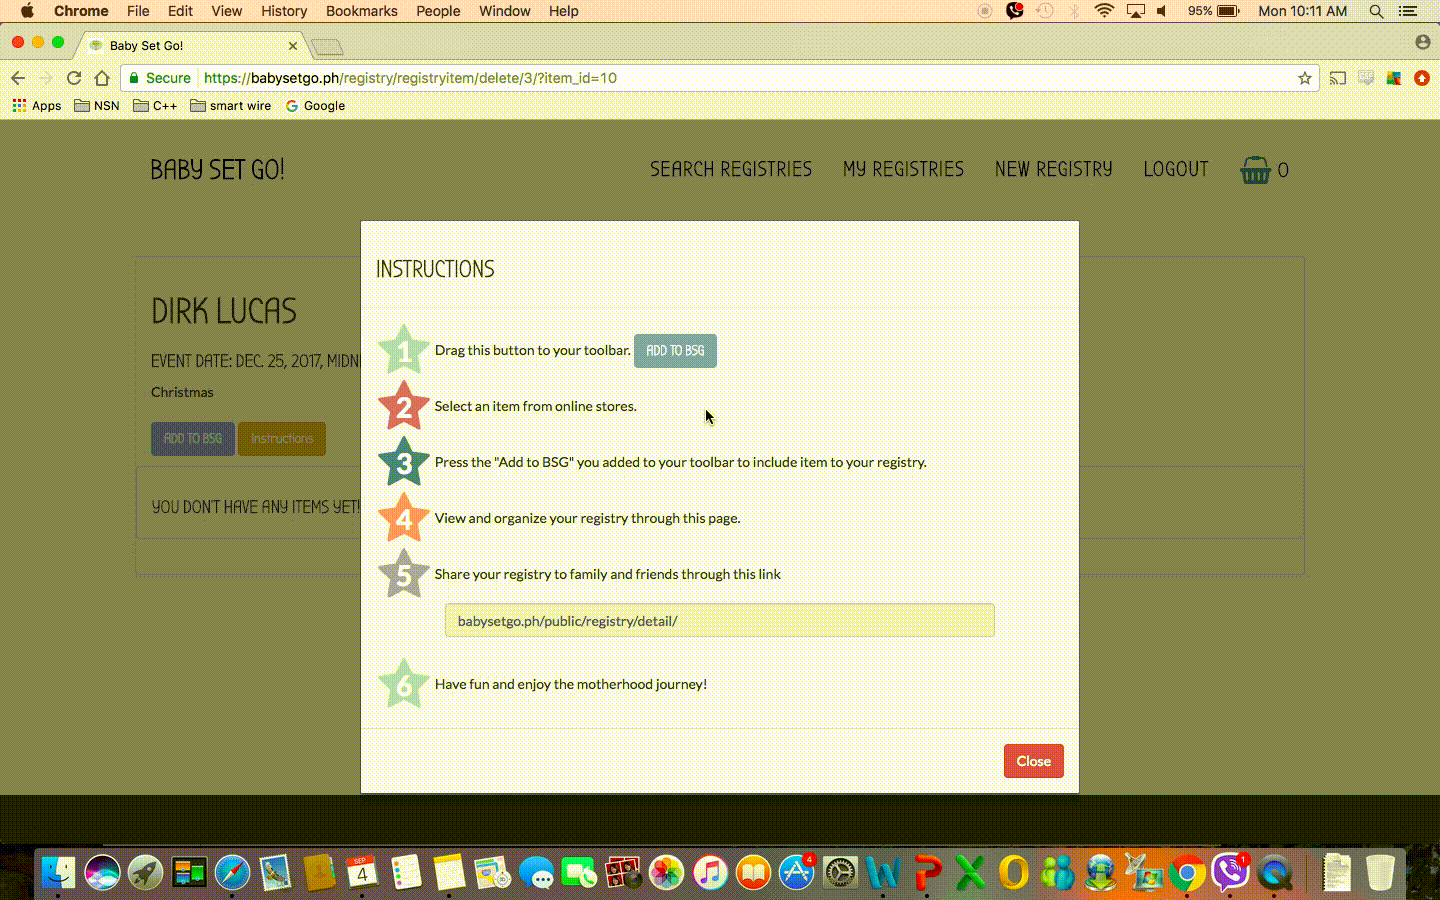 Chrome File Edit View History Bookmarks People Window Help 95% Mon 10:11 AM
Baby Set Go!
Secure https://babysetgo.ph/registry/registryitem/delete/3/?item_id=10
Apps NSN C++ smart wire Google
BABY SET GO! SEARCH REGISTRIES MY REGISTRIES NEW REGISTRY LOGOUT 0
INSTRUCTIONS
DIRK LUCAS
EVENT DATE: DEC. 25, 2017, MIDN
Christmas
ADD TO BSG Instructions
YOU DON'T HAVE ANY ITEMS YET!
1 Drag this button to your toolbar. ADD TO BSG
2 Select an item from online stores.
3 Press the "Add to BSG" you added to your toolbar to include item to your registry.
4 View and organize your registry through this page.
5 Share your registry to family and friends through this link
babysetgo.ph/public/registry/detail/
6 Have fun and enjoy the motherhood journey!
Close
SEP
4
4
1